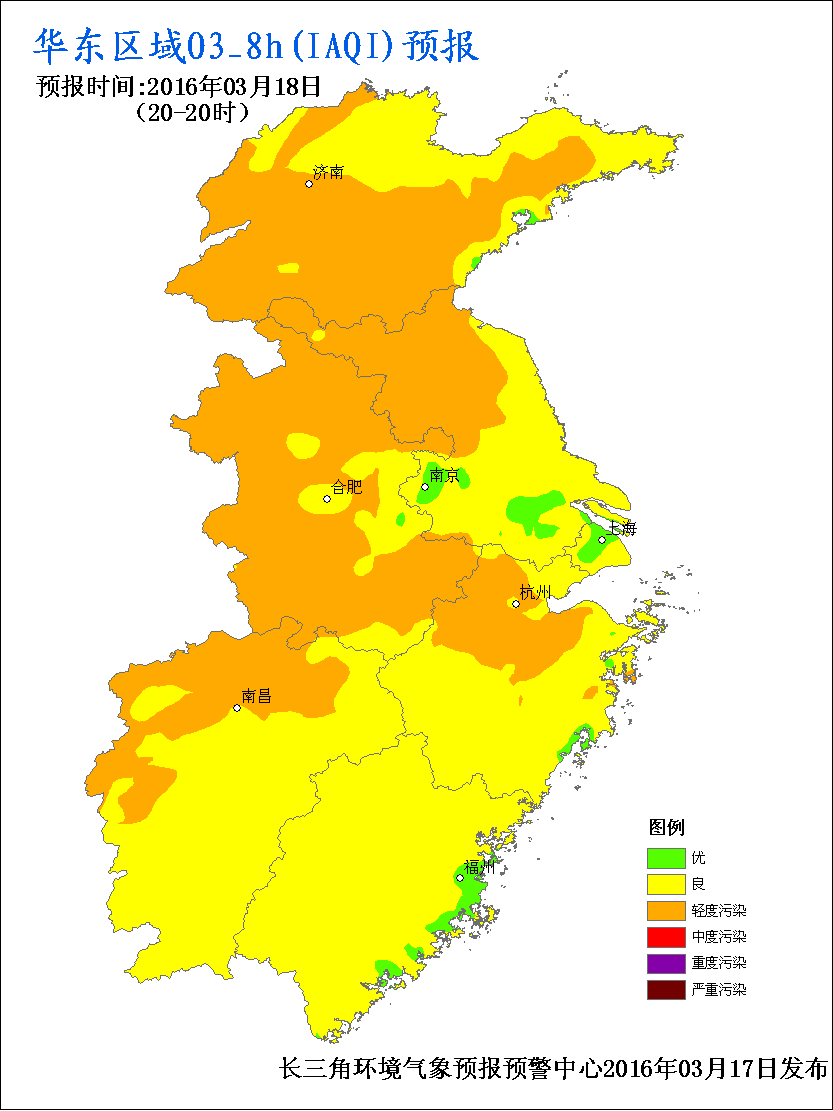 华东区域O3_8h(IAQI)预报
预报时间:2016年03月18日
（20-20时）
济南
南京
合肥
上海
杭州
南昌
福州
图例
优
良
轻度污染
中度污染
重度污染
严重污染
长三角环境气象预报预警中心2016年03月17日发布